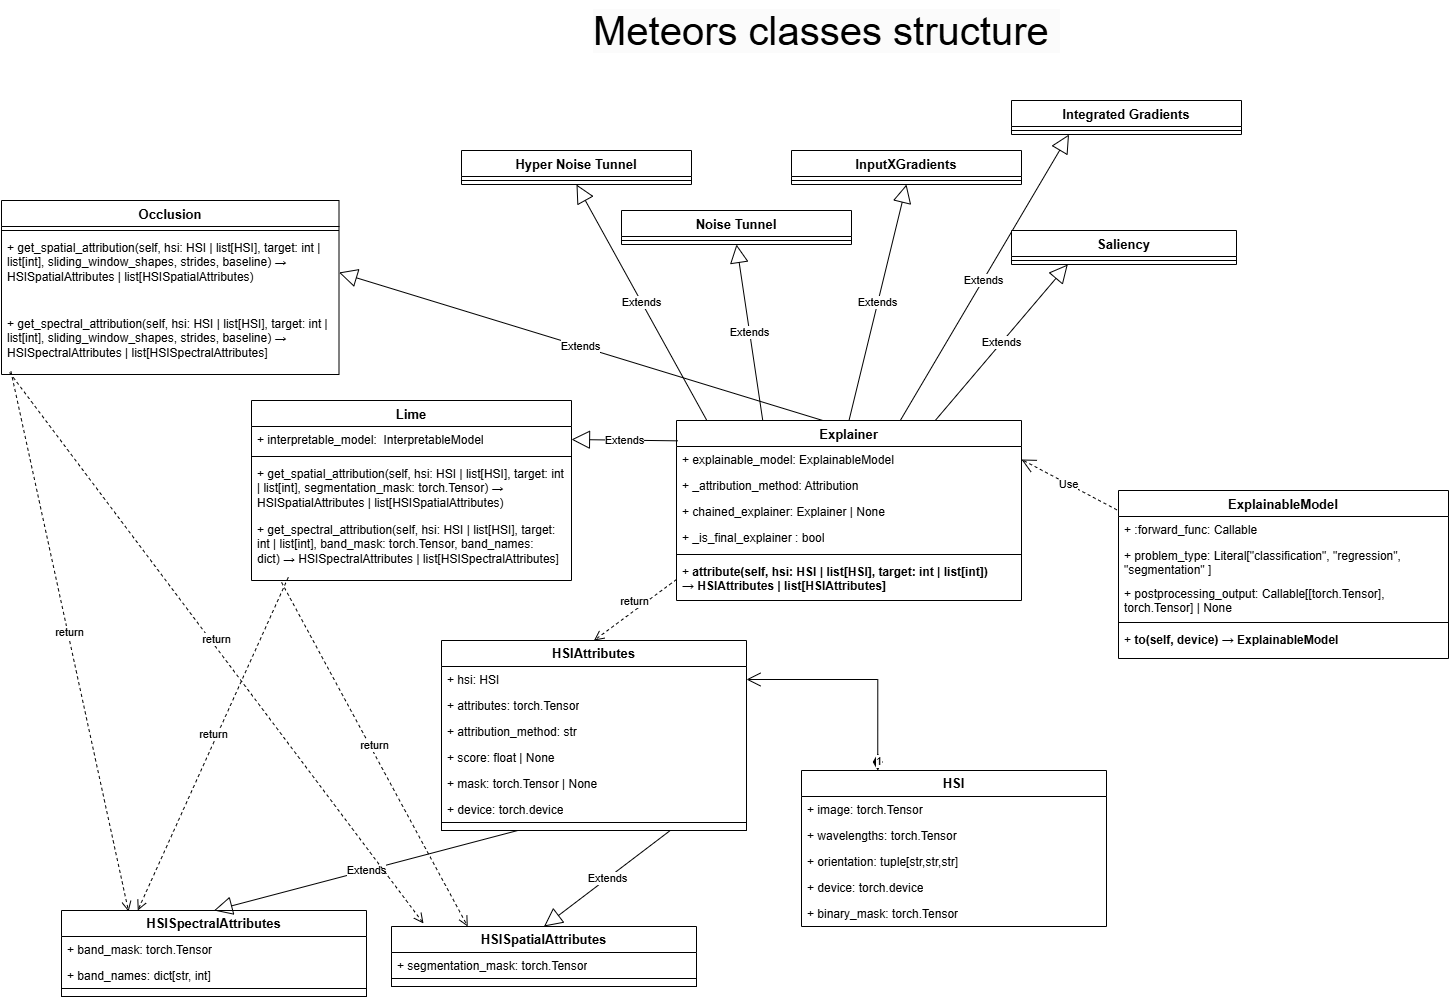 Meteors classes structure
Integrated Gradients
Hyper Noise Tunnel
InputXGradients
Noise Tunnel
Saliency
Occlusion
+ get_spatial_attribution(self, hsi: HSI | list[HSI], target: int |
list[int], sliding_window_shapes, strides, baseline) →
HSISpatialAttributes | list[HSISpatialAttributes)
+ get_spectral_attribution(self, hsi: HSI | list[HSI], target: int |
list[int], sliding_window_shapes, strides, baseline) →
HSISpectralAttributes | list[HSISpectralAttributes]
Extends
Extends
Extends
Extends
Extends
Extends
Lime
+ interpretable_model: InterpretableModel
+ get_spatial_attribution(self, hsi: HSI | list[HSI], target: int
| list[int], segmentation_mask: torch.Tensor) →
HSISpatialAttributes | list[HSISpatialAttributes)
+ get_spectral_attribution(self, hsi: HSI | list[HSI], target:
int | list[int], band_mask: torch.Tensor, band_names:
dict) → HSISpectralAttributes | list[HSISpectralAttributes]
Extends
Explainer
+ explainable_model: ExplainableModel
+ _attribution_method: Attribution
+ chained_explainer: Explainer | None
+ _is_final_explainer : bool
+ attribute(self, hsi: HSI | list[HSI], target: int | list[int])
→ HSIAttributes | list[HSIAttributes]
Use
ExplainableModel
+ :forward_func: Callable
+ problem_type: Literal["classification", "regression",
"segmentation" ]
+ postprocessing_output: Callable[[torch.Tensor],
torch.Tensor] | None
+ to(self, device) → ExplainableModel
return
return
return
return
return
HSIAttributes
+ hsi: HSI
+ attributes: torch.Tensor
+ attribution_method: str
+ score: float | None
+ mask: torch.Tensor | None
+ device: torch.device
1
HSI
+ image: torch.Tensor
+ wavelengths: torch.Tensor
+ orientation: tuple[str,str,str]
+ device: torch.device
+ binary_mask: torch.Tensor
Extends
Extends
HSISpectralAttributes
+ band_mask: torch.Tensor
+ band_names: dict[str, int]
HSISpatialAttributes
+ segmentation_mask: torch.Tensor